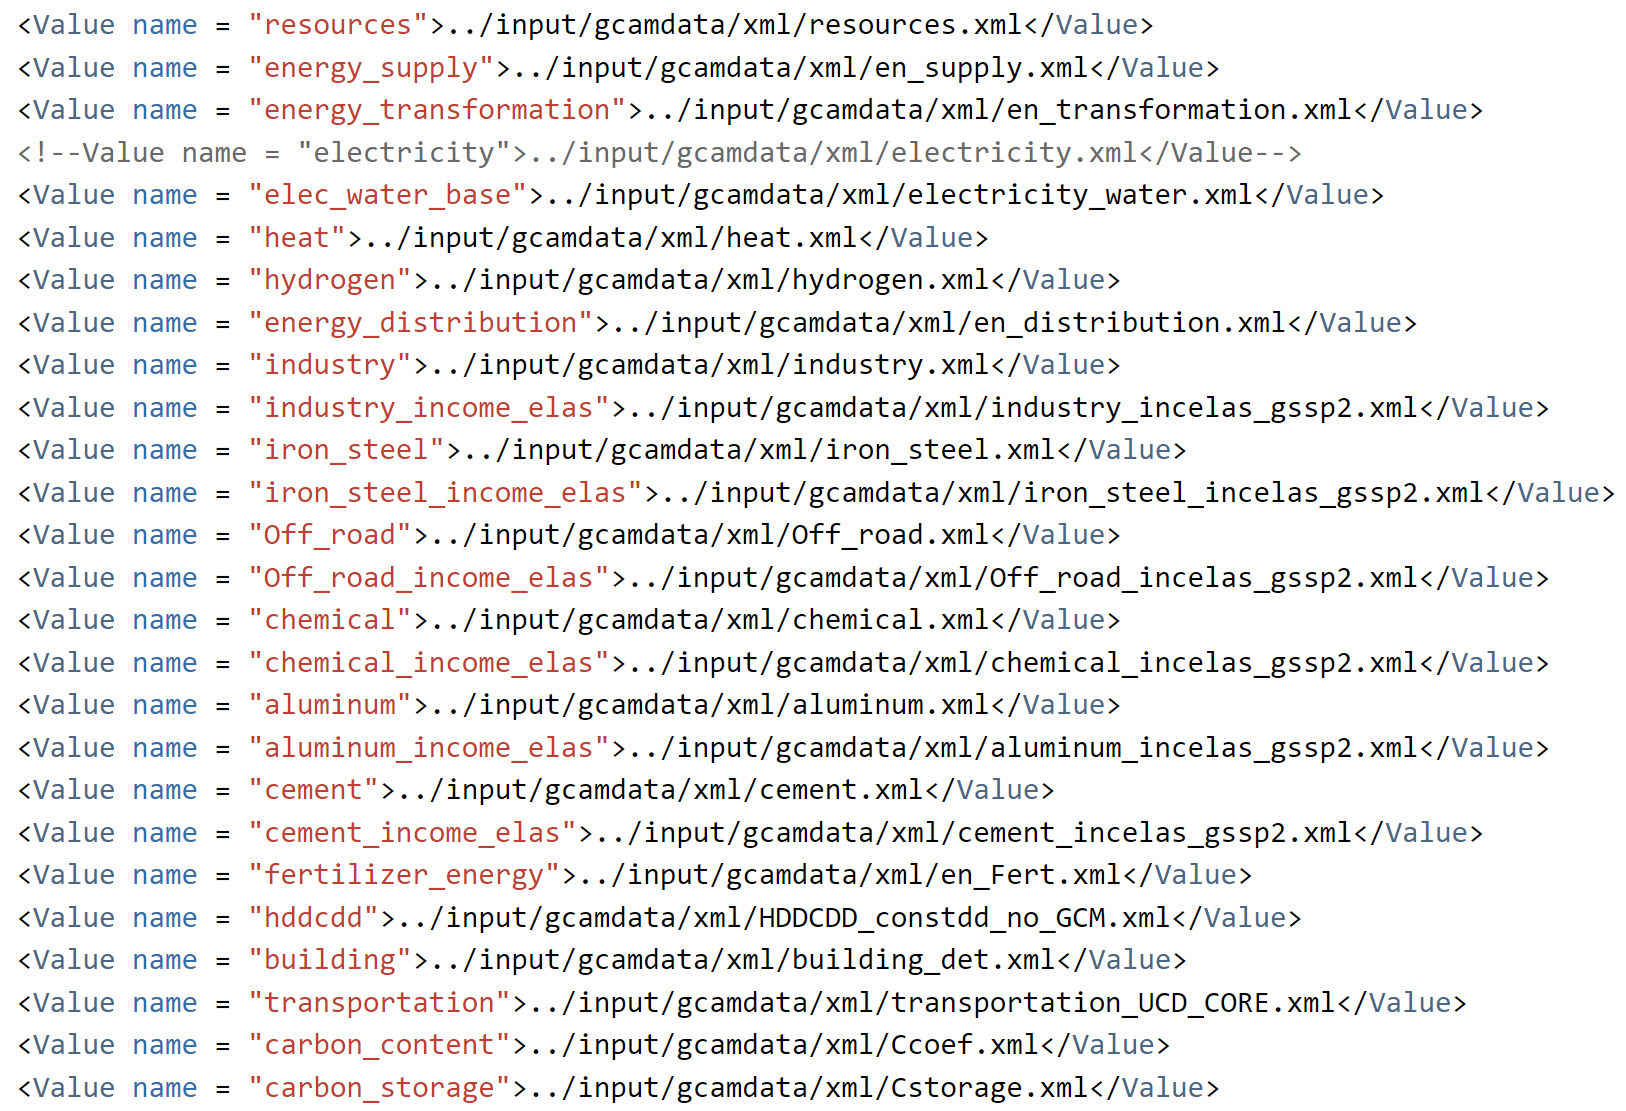 <Value name = "resources">../input/gcamdata/xml/resources.xml</Value>
<Value name = "energy_supply">../input/gcamdata/xml/en_supply.xml</Value>
<Value name = "energy_transformation">../input/gcamdata/xml/en_transformation.xml</Value>
<!--Value name = "electricity">../input/gcamdata/xml/electricity.xml</Value-->
<Value name = "elec_water_base">../input/gcamdata/xml/electricity_water.xml</Value>
<Value name = "heat">../input/gcamdata/xml/heat.xml</Value>
<Value name = "hydrogen">../input/gcamdata/xml/hydrogen.xml</Value>
<Value name = "energy_distribution">../input/gcamdata/xml/en_distribution.xml</Value>
<Value name = "industry">../input/gcamdata/xml/industry.xml</Value>
<Value name = "industry_income_elas">../input/gcamdata/xml/industry_incelas_gssp2.xml</Value>
<Value name = "iron_steel">../input/gcamdata/xml/iron_steel.xml</Value>
<Value name = "iron_steel_income_elas">../input/gcamdata/xml/iron_steel_incelas_gssp2.xml</Value>
<Value name = "Off_road">../input/gcamdata/xml/Off_road.xml</Value>
<Value name = "Off_road_income_elas">../input/gcamdata/xml/Off_road_incelas_gssp2.xml</Value>
<Value name = "chemical">../input/gcamdata/xml/chemical.xml</Value>
<Value name = "chemical_income_elas">../input/gcamdata/xml/chemical_incelas_gssp2.xml</Value>
<Value name = "aluminum">../input/gcamdata/xml/aluminum.xml</Value>
<Value name = "aluminum_income_elas">../input/gcamdata/xml/aluminum_incelas_gssp2.xml</Value>
<Value name = "cement">../input/gcamdata/xml/cement.xml</Value>
<Value name = "cement_income_elas">../input/gcamdata/xml/cement_incelas_gssp2.xml</Value>
<Value name = "fertilizer_energy">../input/gcamdata/xml/en_Fert.xml</Value>
<Value name = "hddcdd">../input/gcamdata/xml/HDDCDD_constdd_no_GCM.xml</Value>
<Value name = "building">../input/gcamdata/xml/building_det.xml</Value>
<Value name = "transportation">../input/gcamdata/xml/transportation_UCD_CORE.xml</Value>
<Value name = "carbon_content">../input/gcamdata/xml/Ccoef.xml</Value>
<Value name = "carbon_storage">../input/gcamdata/xml/Cstorage.xml</Value>